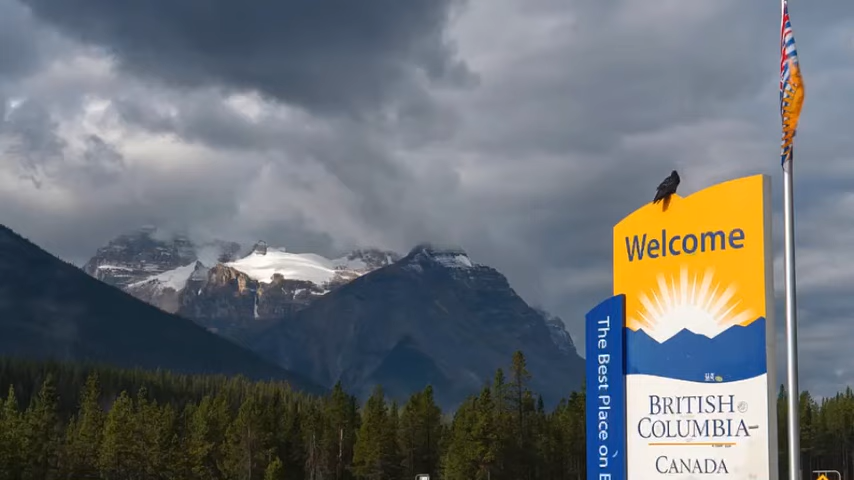 Welcome
The Best Place on
BRITISH
COLUMBIA
CANADA